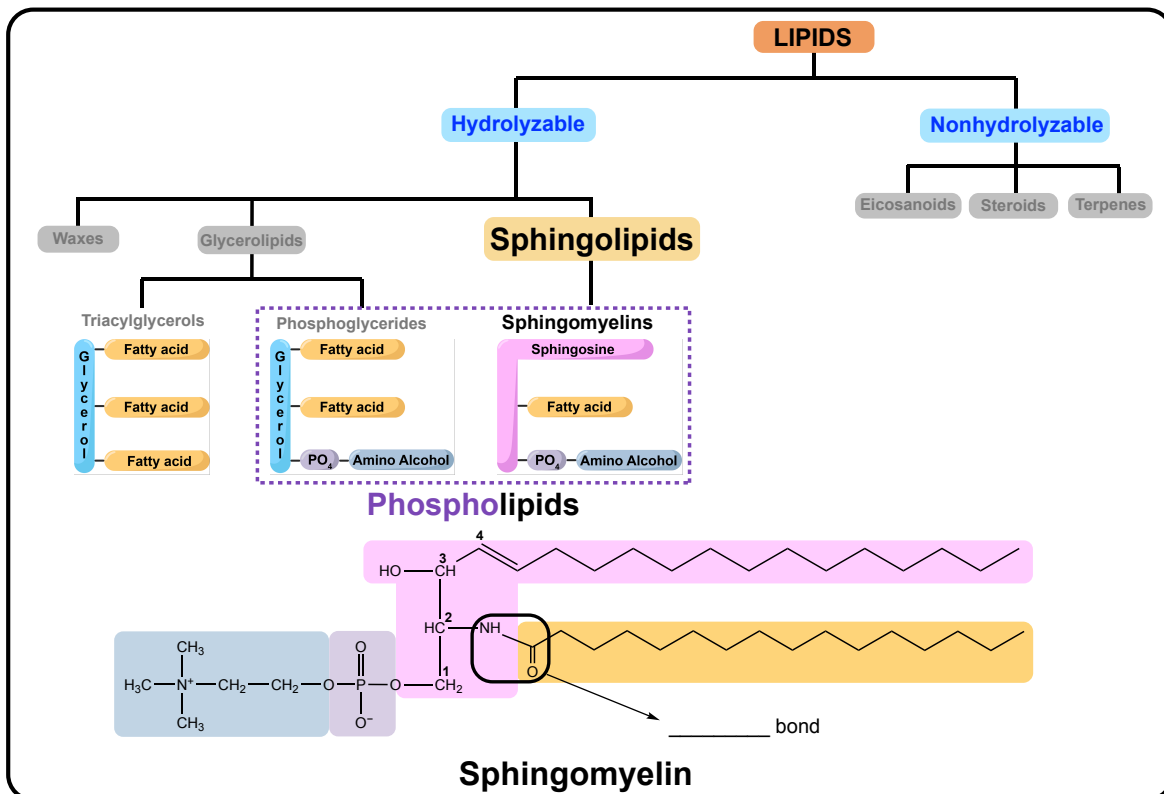 LIPIDS
Hydrolyzable
Nonhydrolyzable
Eicosanoids
Steroids
Terpenes
Waxes
Glycerolipids
Sphingolipids
Triacylglycerols
Phosphoglycerides
Sphingomyelins
Glycerol
Fatty acid
Fatty acid
Fatty acid
Glycerol
Fatty acid
Fatty acid
PO₄
Amino Alcohol
Sphingosine
Fatty acid
PO₄
Amino Alcohol
Phospholipids
4
3
HO
CH
2
HC
NH
O
1
CH₂
O
P
O
O
O⁻
CH₃
H₃C
N⁺
CH₂
CH₂
CH₃
_________ bond
Sphingomyelin